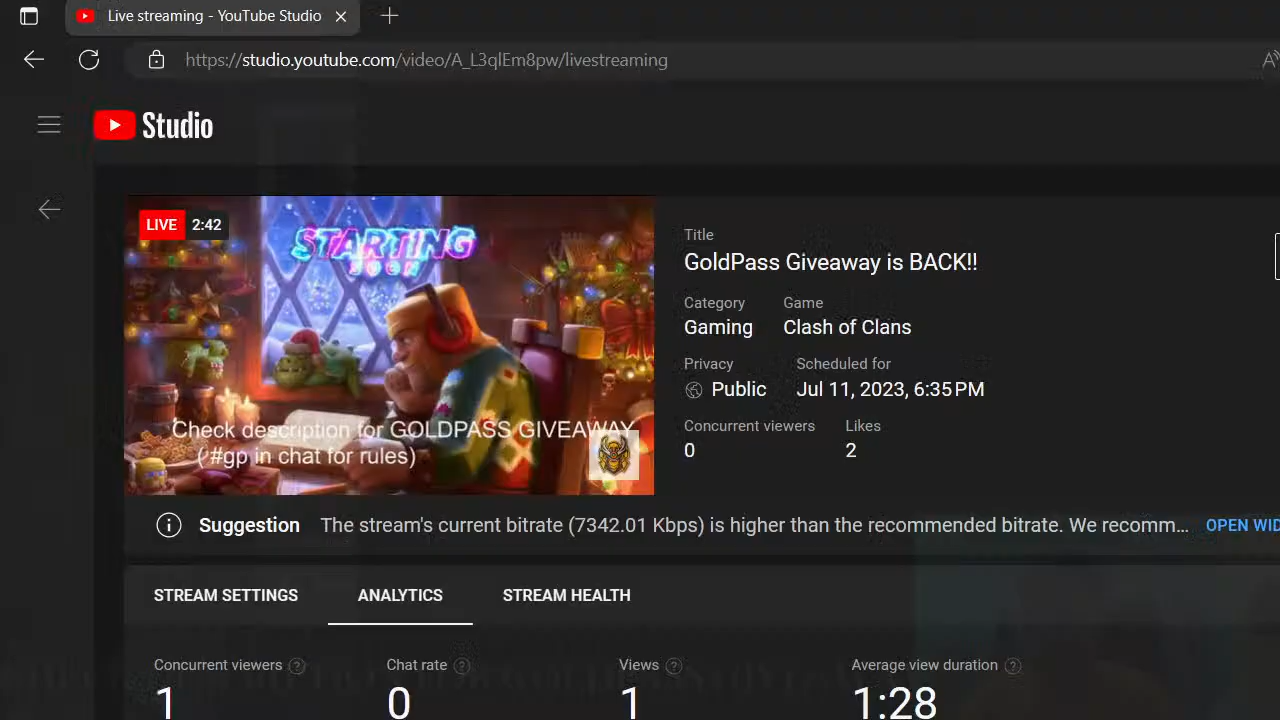 Live streaming - YouTube Studio
https://studio.youtube.com/video/A_L3qlEm8pw/livestreaming
Studio
LIVE 2:42
STARTING
SOON
Check description for GOLDPASS GIVEAWAY
( #gp in chat for rules)
Title
GoldPass Giveaway is BACK!!
Category Game
Gaming Clash of Clans
Privacy Scheduled for
Public Jul 11, 2023, 6:35 PM
Concurrent viewers Likes
0 2
Suggestion The stream's current bitrate (7342.01 Kbps) is higher than the recommended bitrate. We recomm... OPEN WID
STREAM SETTINGS ANALYTICS STREAM HEALTH
Concurrent viewers Chat rate Views Average view duration
1 0 1 1:28